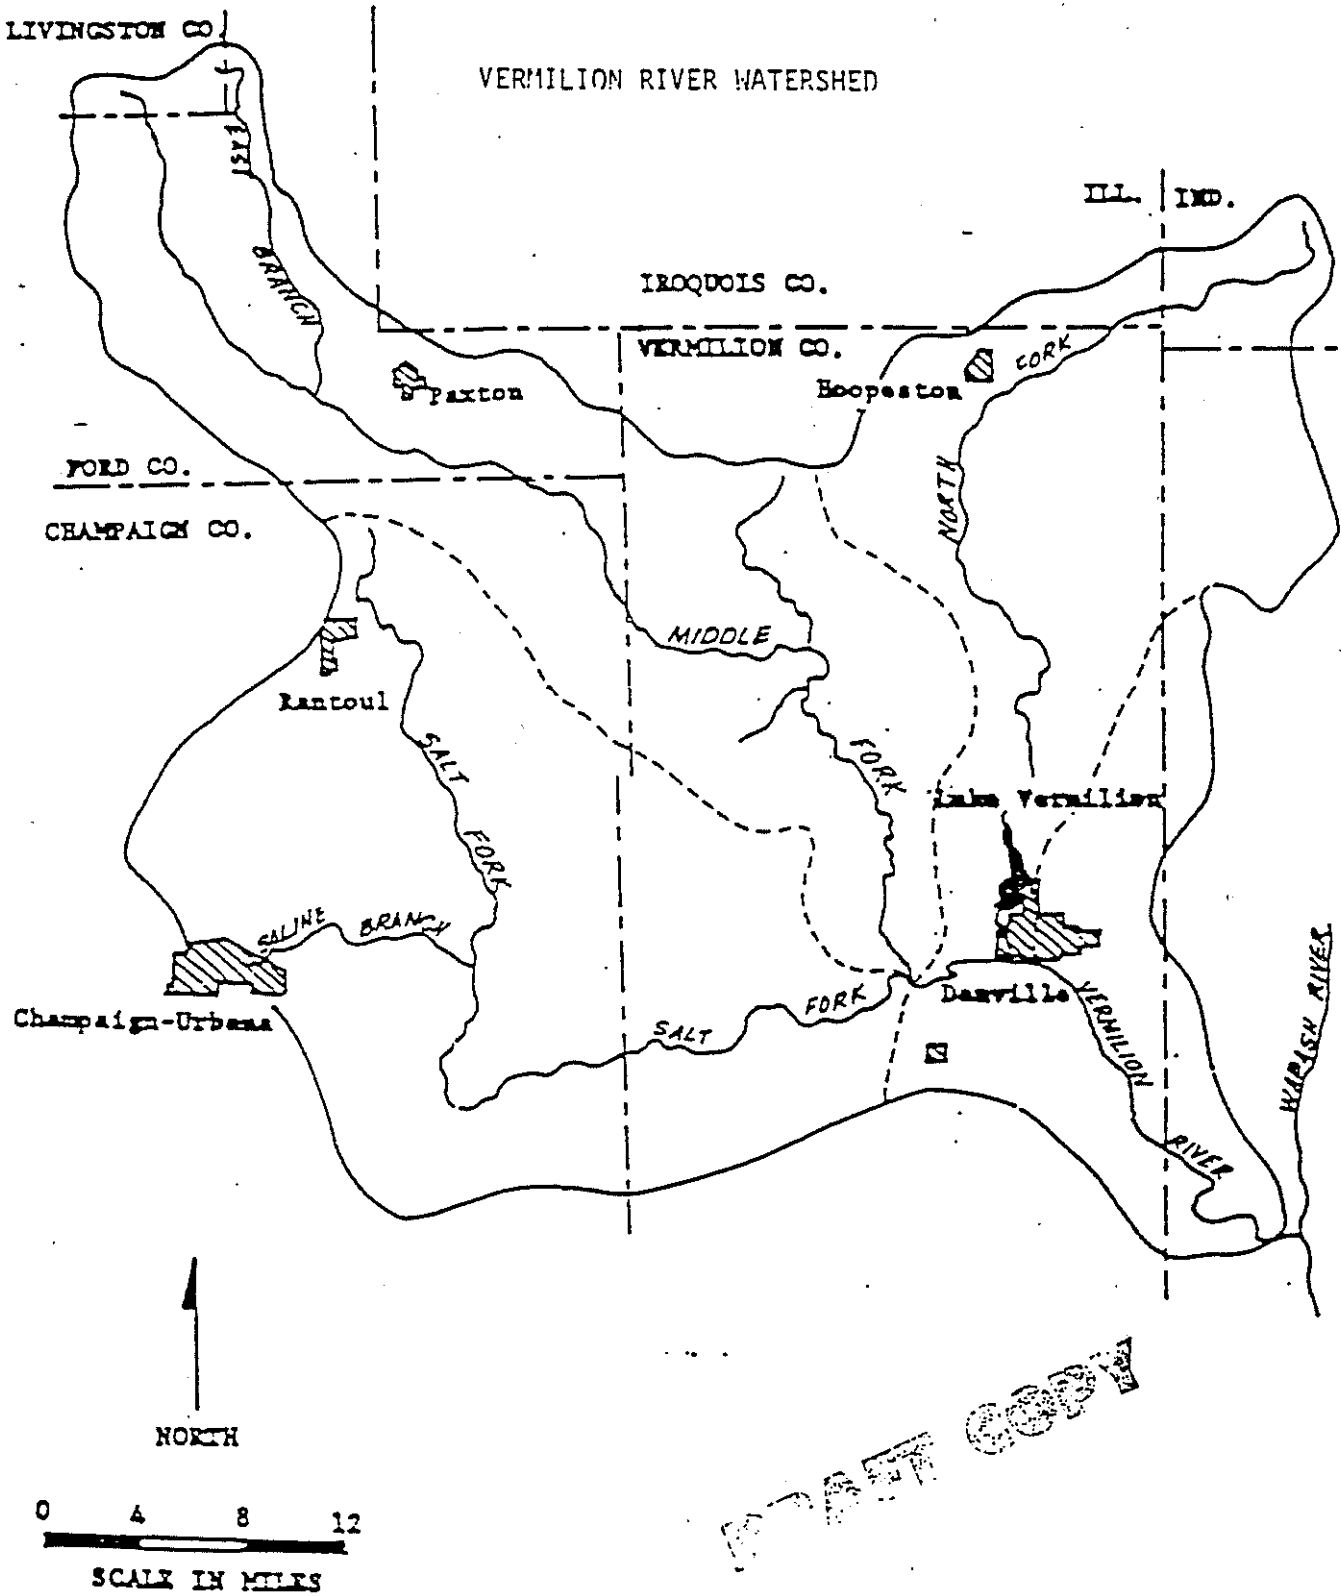 LIVINGSTON CO.
VERMILION RIVER WATERSHED
EAST
ILL. IND.
BRANCH
IROQUOIS CO.
VERMILION CO.
FORK
Paxton
Hoopeston
FORD CO.
NORTH
CHAMPAIGN CO.
MIDDLE
Rantoul
SALT
FORK
Lake Vermilion
FORK
SALINE BRANCH
WABASH RIVER
Champaign-Urbana
SALT
FORK
Danville
VERMILION
RIVER
NORTH
DRAFT COPY
0 4 8 12
SCALE IN MILES